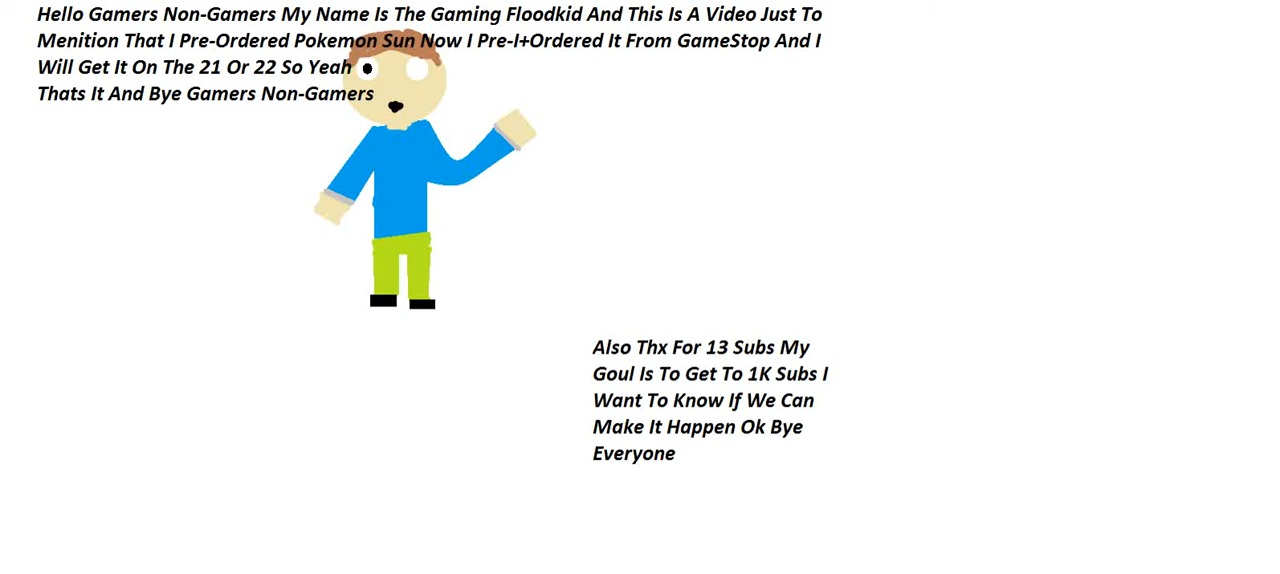 Hello Gamers Non-Gamers My Name Is The Gaming Floodkid And This Is A Video Just To
Menition That I Pre-Ordered Pokemon Sun Now I Pre-I+Ordered It From GameStop And I
Will Get It On The 21 Or 22 So Yeah
Thats It And Bye Gamers Non-Gamers
Also Thx For 13 Subs My
Goul Is To Get To 1K Subs I
Want To Know If We Can
Make It Happen Ok Bye
Everyone